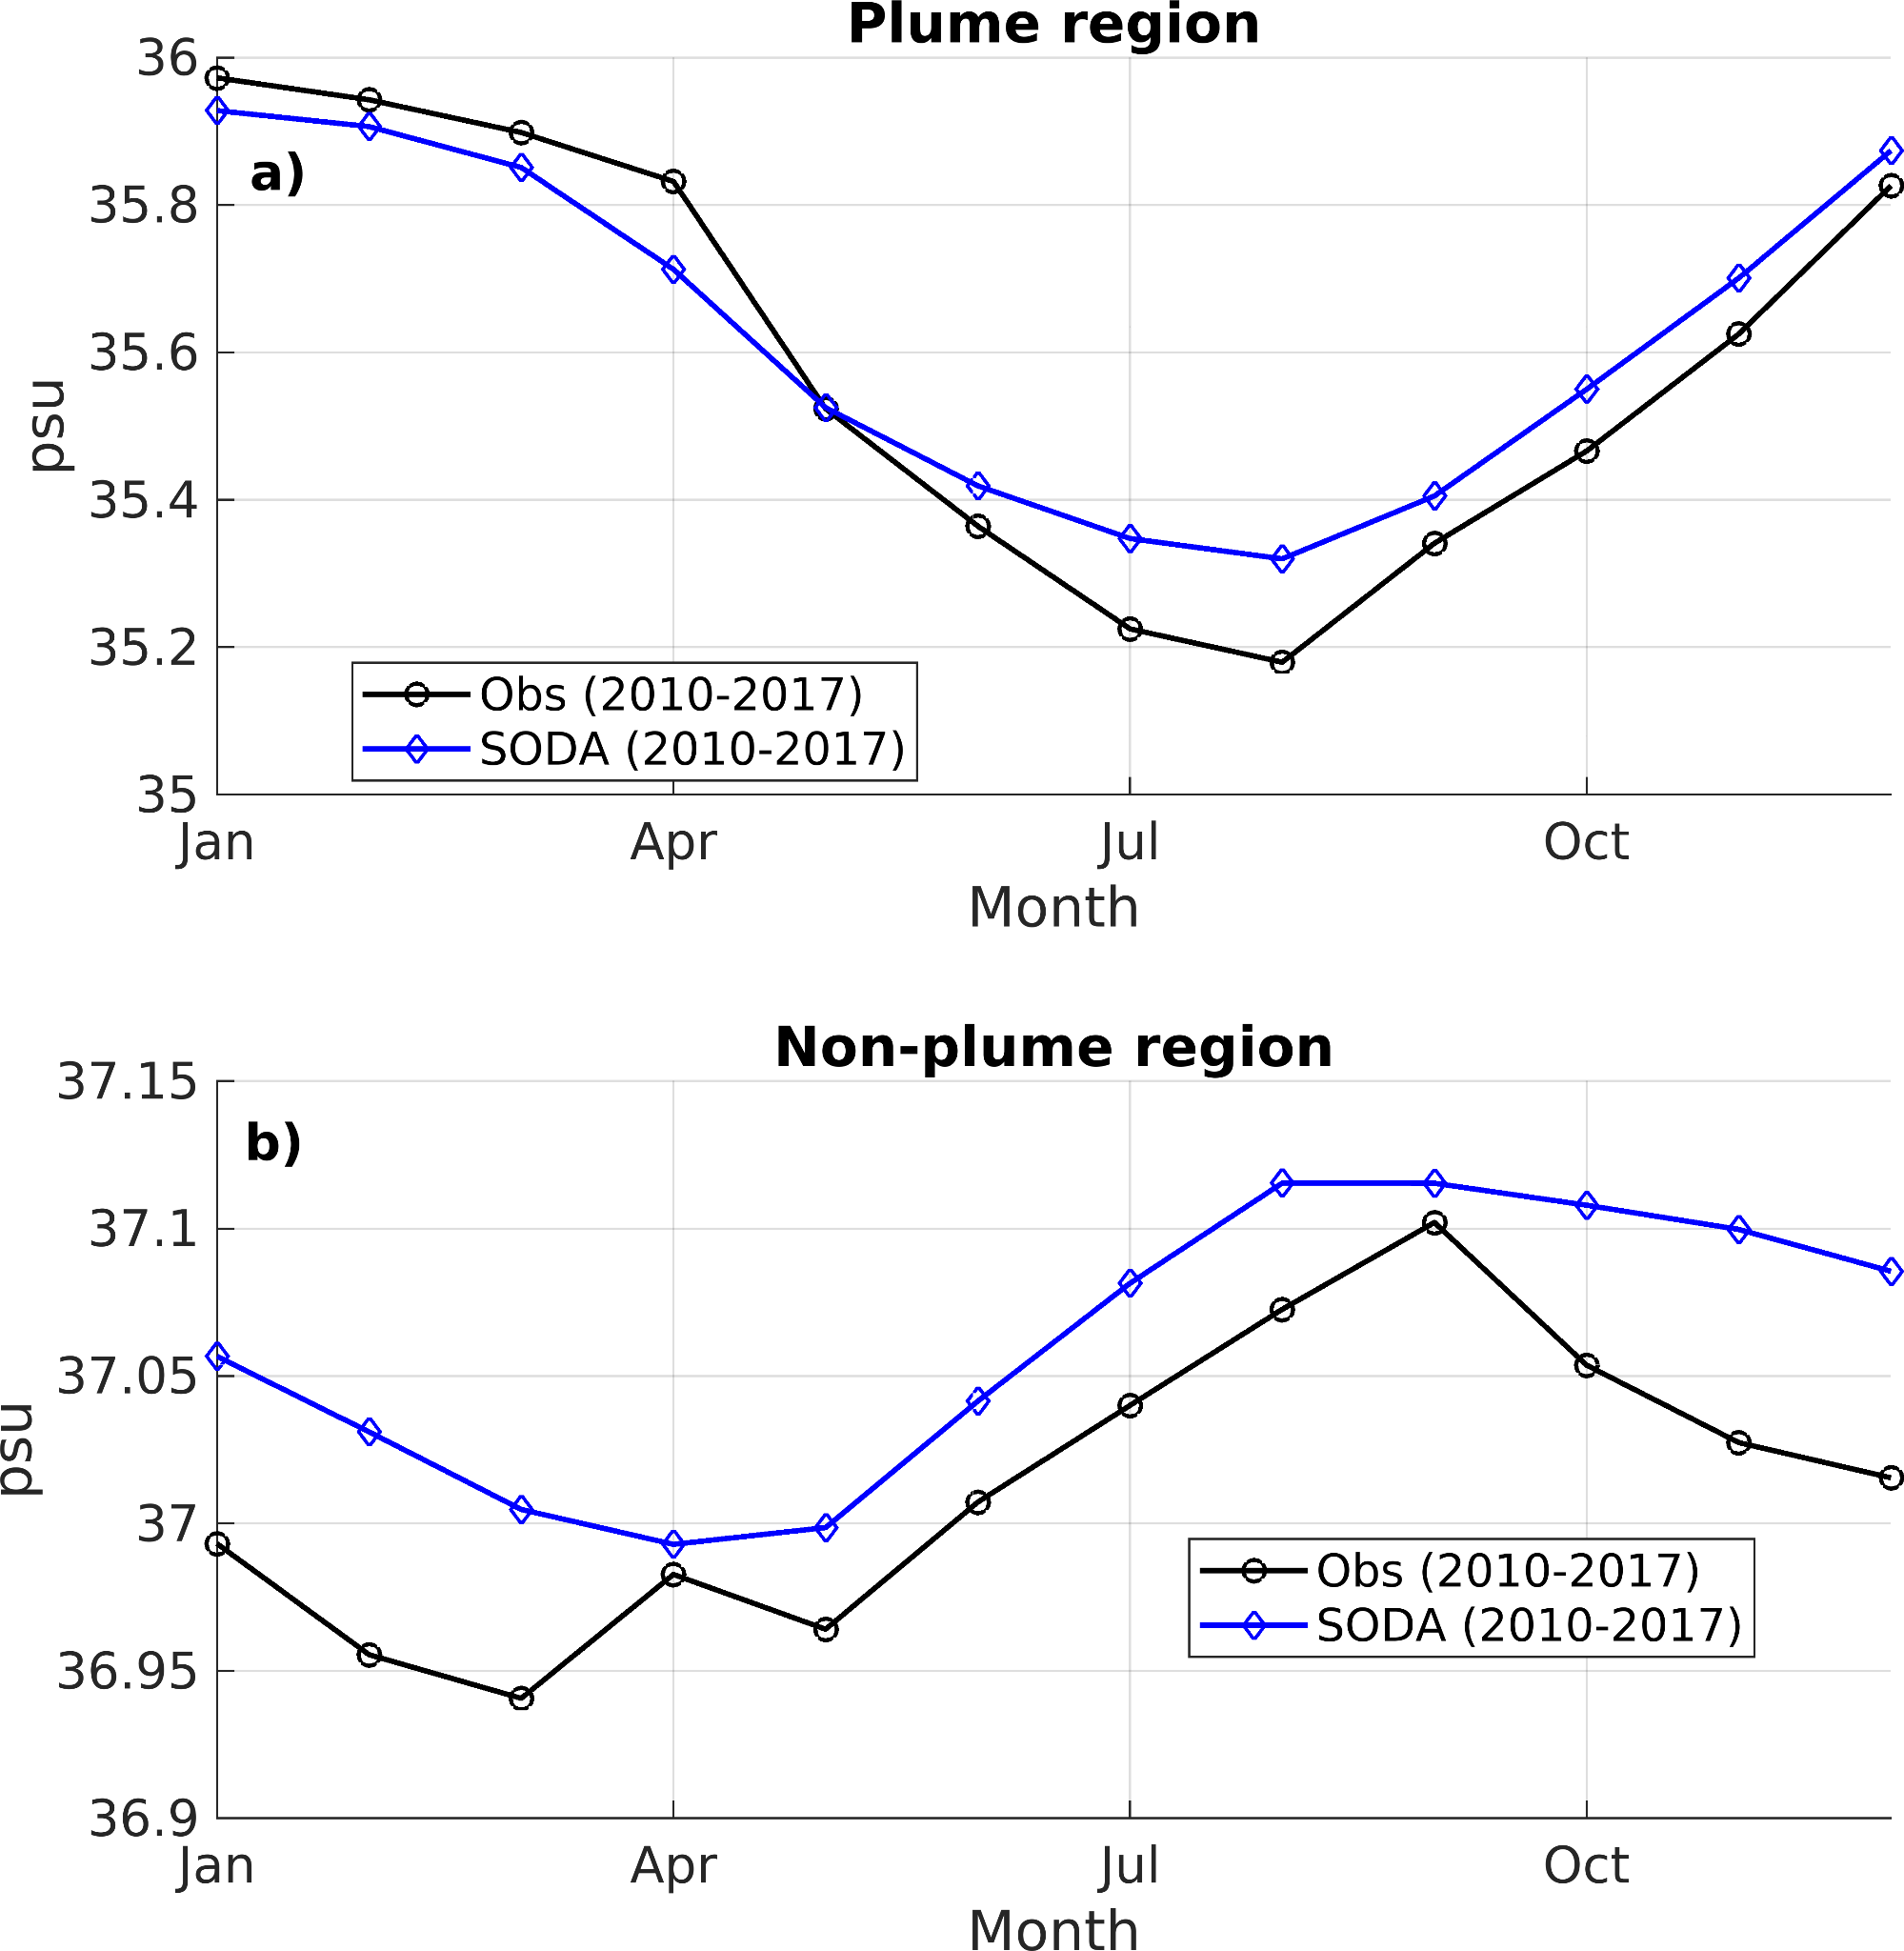 Plume region
36
a)
35.8
35.6
psu
35.4
35.2
Obs (2010-2017)
SODA (2010-2017)
35
Jan Apr Jul Oct
Month
Non-plume region
37.15
b)
37.1
37.05
psu
37
Obs (2010-2017)
SODA (2010-2017)
36.95
36.9
Jan Apr Jul Oct
Month